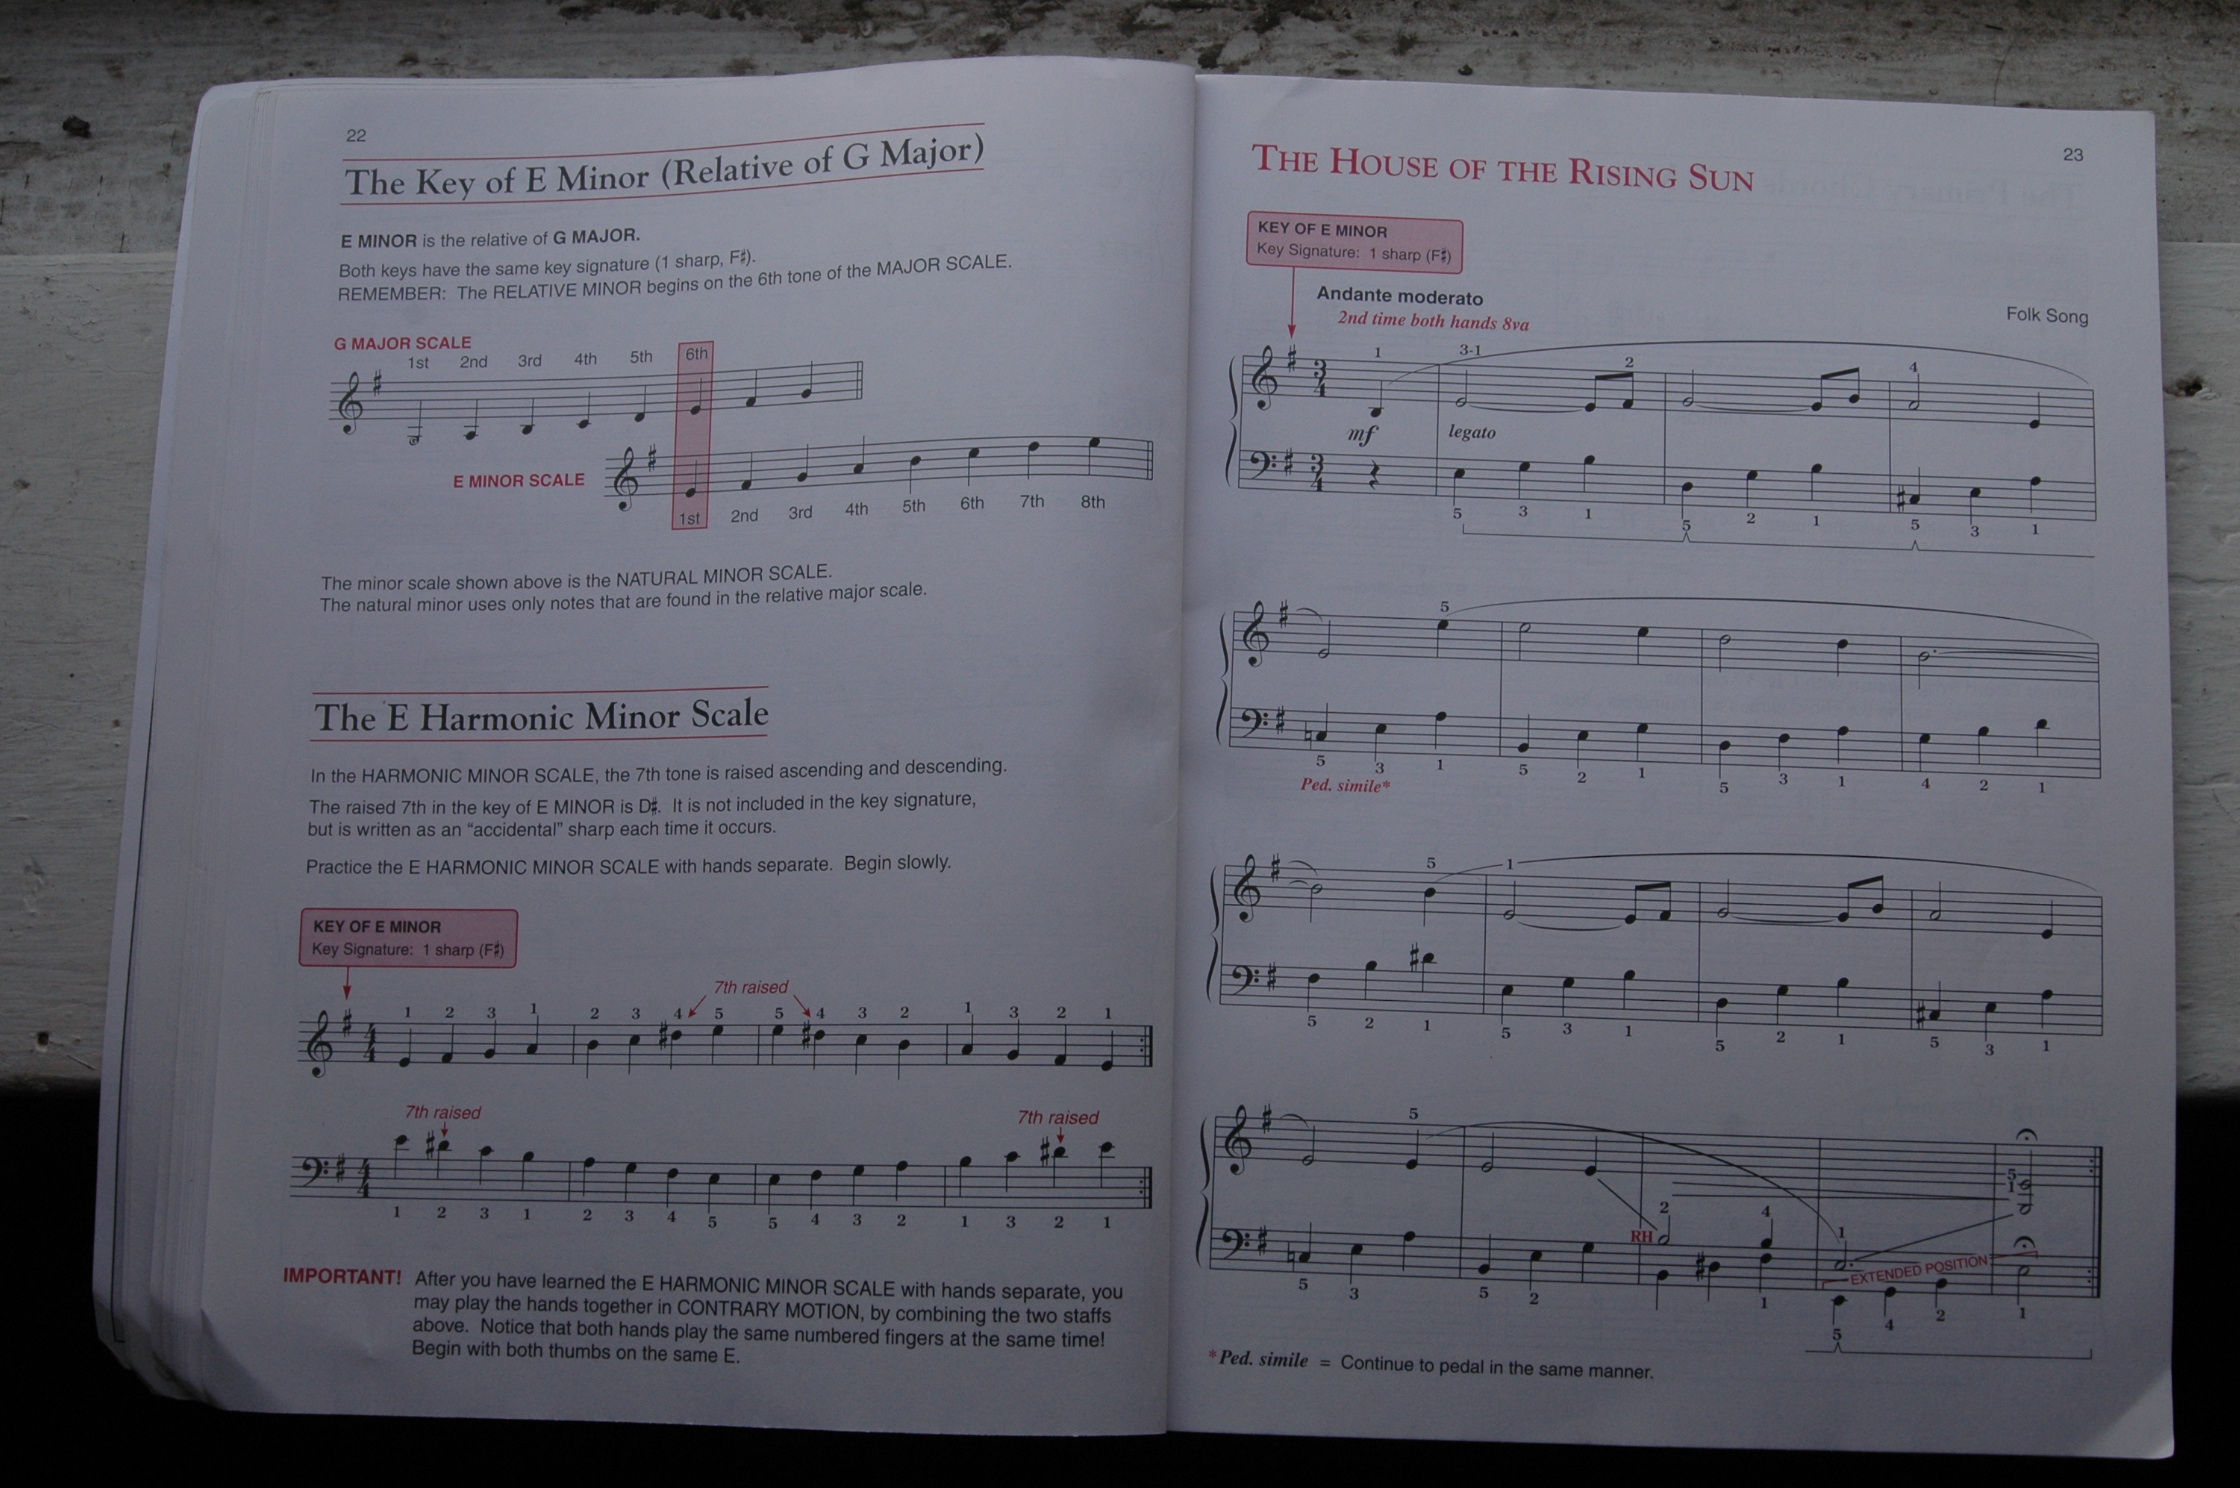 22
The Key of E Minor (Relative of G Major)
E MINOR is the relative of G MAJOR.
Both keys have the same key signature (1 sharp, F♯).
REMEMBER: The RELATIVE MINOR begins on the 6th tone of the MAJOR SCALE.
G MAJOR SCALE
1st 2nd 3rd 4th 5th 6th
E MINOR SCALE
1st 2nd 3rd 4th 5th 6th 7th 8th
The minor scale shown above is the NATURAL MINOR SCALE.
The natural minor uses only notes that are found in the relative major scale.
The E Harmonic Minor Scale
In the HARMONIC MINOR SCALE, the 7th tone is raised ascending and descending.
The raised 7th in the key of E MINOR is D♯. It is not included in the key signature,
but is written as an “accidental” sharp each time it occurs.
Practice the E HARMONIC MINOR SCALE with hands separate. Begin slowly.
KEY OF E MINOR
Key Signature: 1 sharp (F♯)
7th raised
1 2 3 1 2 3 4 5 5 4 3 2 1 3 2 1
4 4
7th raised 7th raised
4 4
1 2 3 1 2 3 4 5 5 4 3 2 1 3 2 1
IMPORTANT! After you have learned the E HARMONIC MINOR SCALE with hands separate, you
may play the hands together in CONTRARY MOTION, by combining the two staffs
above. Notice that both hands play the same numbered fingers at the same time!
Begin with both thumbs on the same E.
23
THE HOUSE OF THE RISING SUN
KEY OF E MINOR
Key Signature: 1 sharp (F♯)
Andante moderato
2nd time both hands 8va
Folk Song
1 3-1 2 4
3 4
mf legato
3 4
5 3 1 5 2 1 5 3 1
5
5 3 1 5 2 1 5 3 1 4 2 1
Ped. simile*
5 1
5 2 1 5 3 1 5 2 1 5 3 1
5
5 1
2 4 1
RH
EXTENDED POSITION
5 3 5 2 1 5 4 2 1
*Ped. simile = Continue to pedal in the same manner.